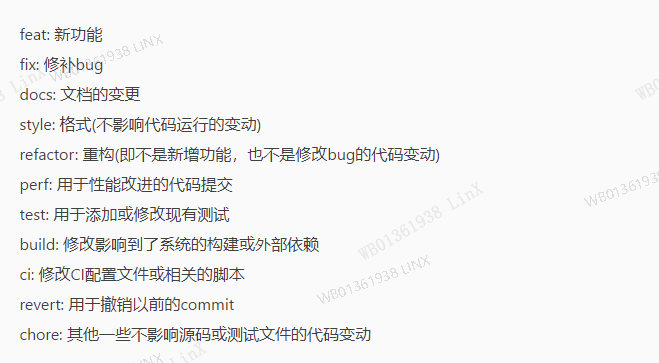 feat: 新功能
fix: 修补bug
docs: 文档的变更
style: 格式(不影响代码运行的变动)
refactor: 重构(即不是新增功能，也不是修改bug的代码变动)
perf: 用于性能改进的代码提交
test: 用于添加或修改现有测试
build: 修改影响到了系统的构建或外部依赖
ci: 修改CI配置文件或相关的脚本
revert: 用于撤销以前的commit
chore: 其他一些不影响源码或测试文件的代码变动
WB01361938 LINX
WB01361938 LinX
WB01361938 LINX